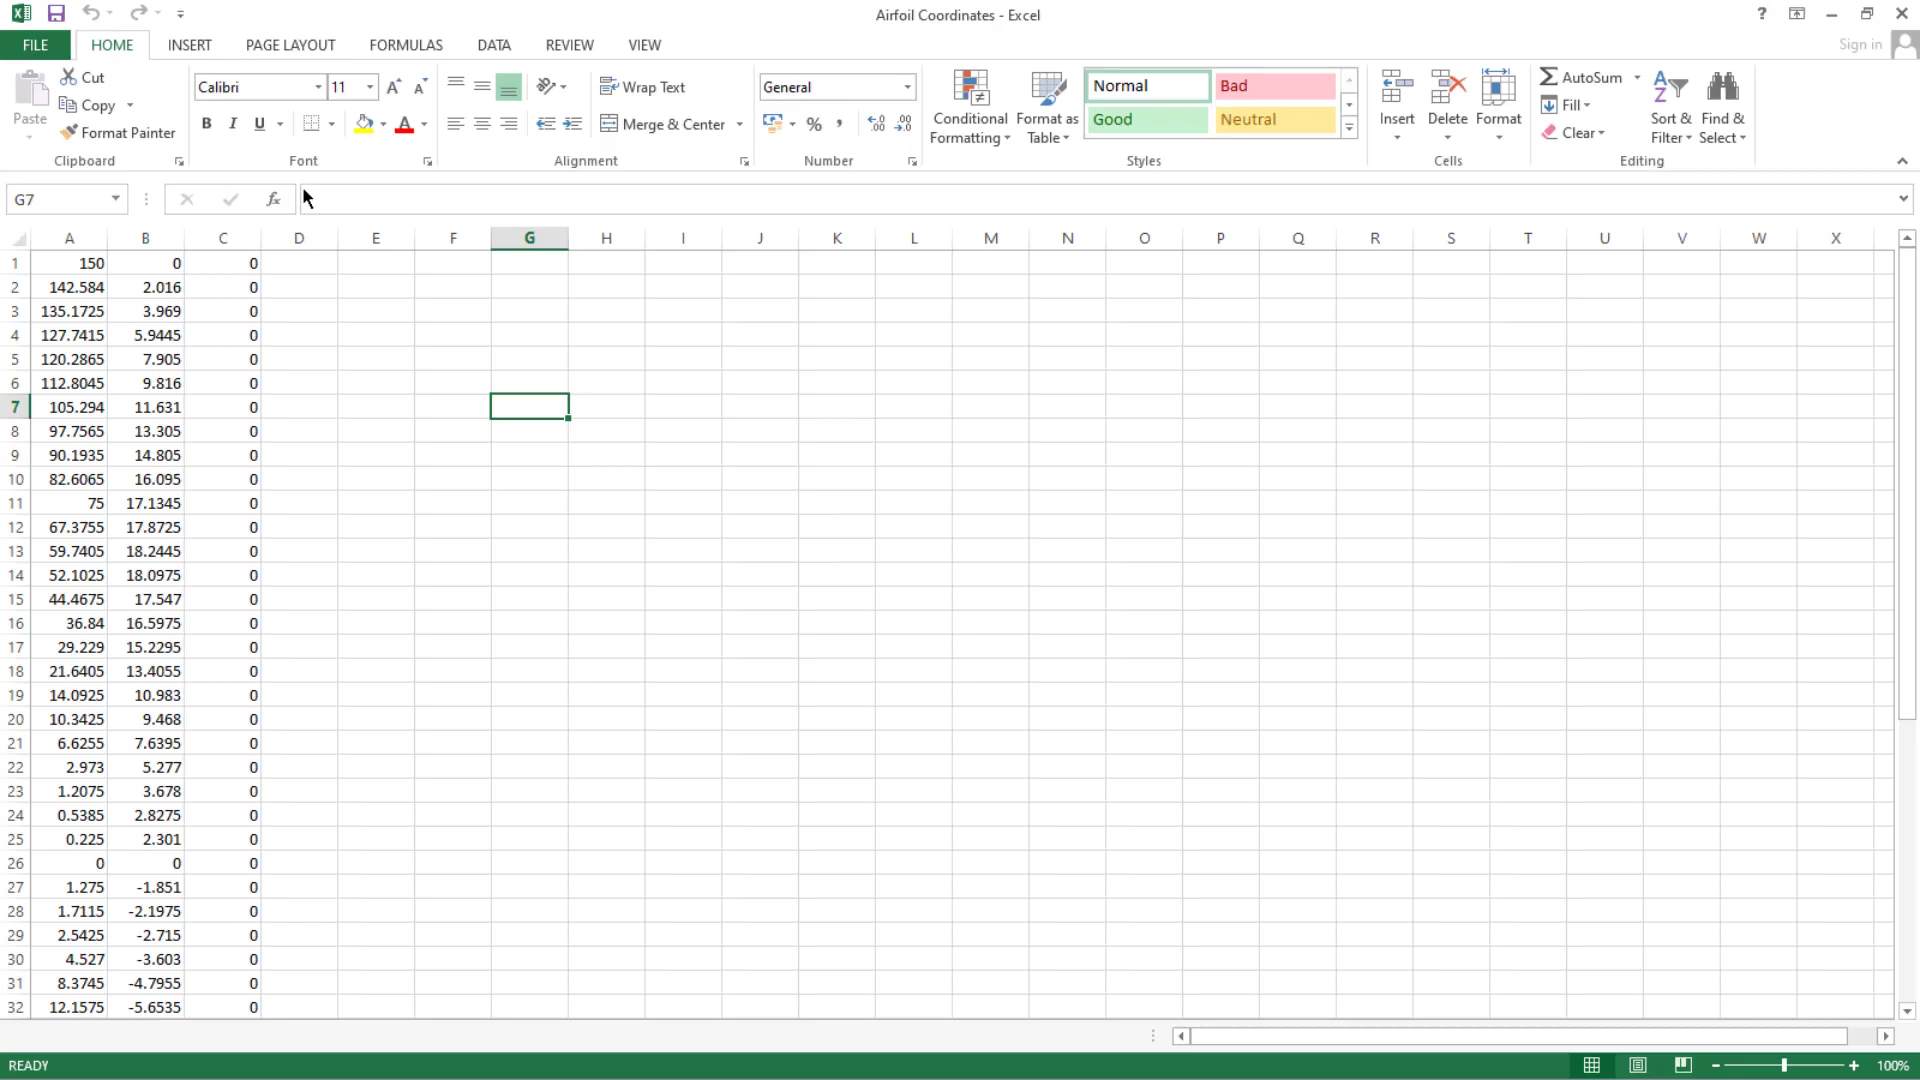 Airfoil Coordinates - Excel
?
FILE HOME INSERT PAGE LAYOUT FORMULAS DATA REVIEW VIEW Sign in
Paste
Cut
Copy
Format Painter
Clipboard
Calibri 11 A A
B I U A
Font
Wrap Text
Merge & Center
Alignment
General
% , .00 .0
Number
Conditional Formatting
Format as Table
Normal Bad
Good Neutral
Styles
Insert Delete Format
Cells
AutoSum
Fill
Clear
Sort & Filter
Find & Select
Editing
G7 fx
A B C D E F G H I J K L M N O P Q R S T U V W X
1 150 0 0
2 142.584 2.016 0
3 135.1725 3.969 0
4 127.7415 5.9445 0
5 120.2865 7.905 0
6 112.8045 9.816 0
7 105.294 11.631 0
8 97.7565 13.305 0
9 90.1935 14.805 0
10 82.6065 16.095 0
11 75 17.1345 0
12 67.3755 17.8725 0
13 59.7405 18.2445 0
14 52.1025 18.0975 0
15 44.4675 17.547 0
16 36.84 16.5975 0
17 29.229 15.2295 0
18 21.6405 13.4055 0
19 14.0925 10.983 0
20 10.3425 9.468 0
21 6.6255 7.6395 0
22 2.973 5.277 0
23 1.2075 3.678 0
24 0.5385 2.8275 0
25 0.225 2.301 0
26 0 0 0
27 1.275 -1.851 0
28 1.7115 -2.1975 0
29 2.5425 -2.715 0
30 4.527 -3.603 0
31 8.3745 -4.7955 0
32 12.1575 -5.6535 0
READY 100%